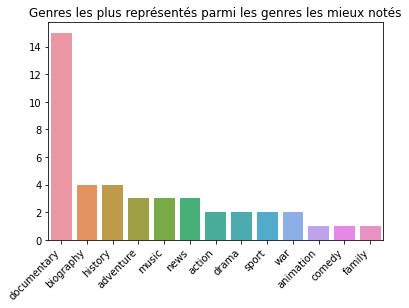 Genres les plus représentés parmi les genres les mieux notés
14
12
10
8
6
4
2
0
documentary
biography
history
adventure
music
news
action
drama
sport
war
animation
comedy
family